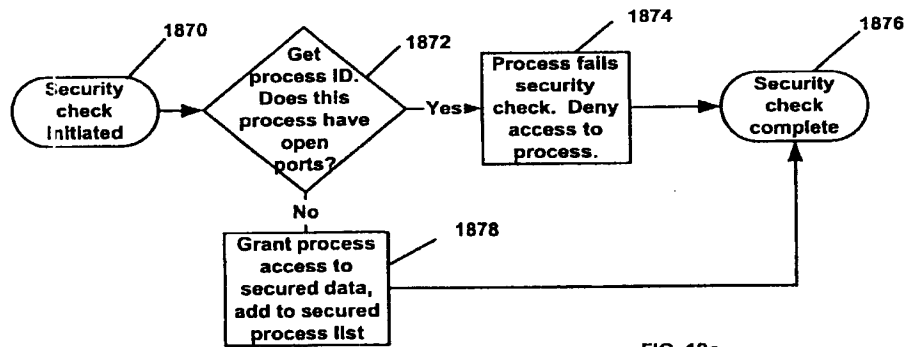 1870
Security
check
Initiated
1872
Get
process ID.
Does this
process have
open
ports?
Yes
1874
Process fails
security
check. Deny
access to
process.
1876
Security
check
complete
No
1878
Grant process
access to
secured data,
add to secured
process list